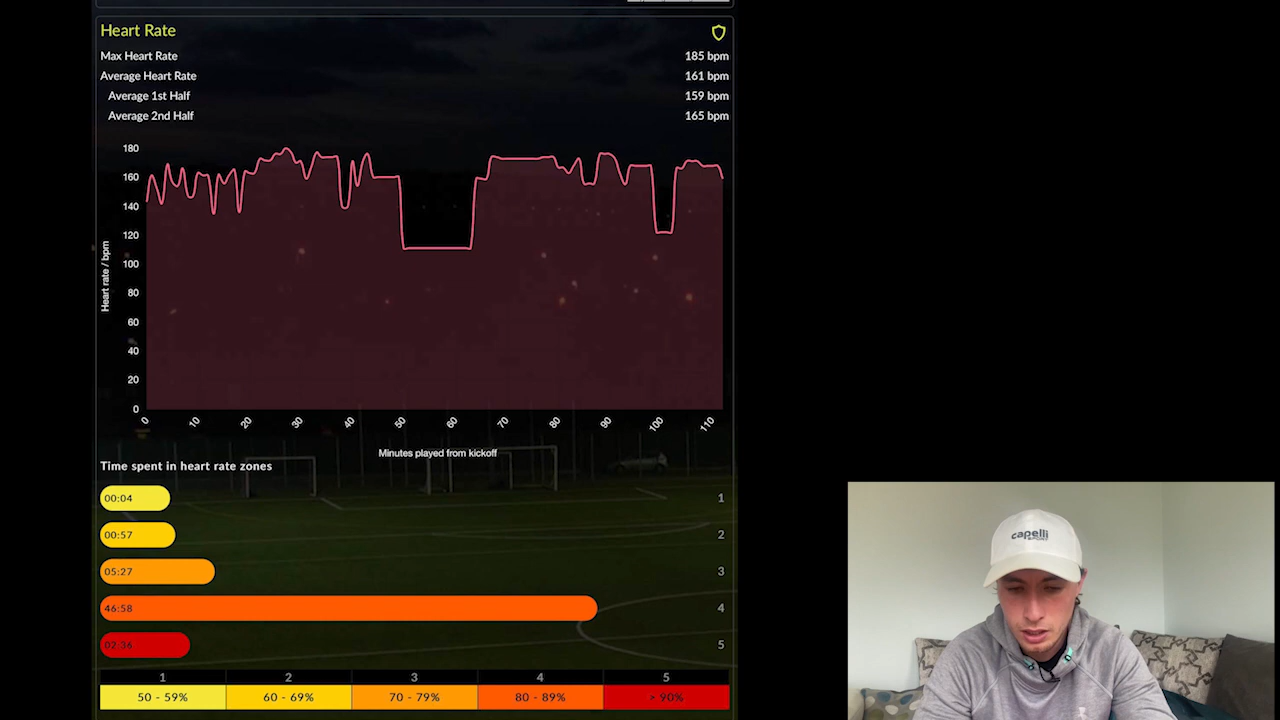 Heart Rate
Max Heart Rate 185 bpm
Average Heart Rate 161 bpm
Average 1st Half 159 bpm
Average 2nd Half 165 bpm
180
160
140
120
100
80
60
40
20
0
Heart rate / bpm
0 10 20 30 40 50 60 70 80 90 100 110
Minutes played from kickoff
Time spent in heart rate zones
00:04 1
00:57 2
05:27 3
46:58 4
02:36 5
1 2 3 4 5
50 - 59% 60 - 69% 70 - 79% 80 - 89% > 90%
capelli
SPORT